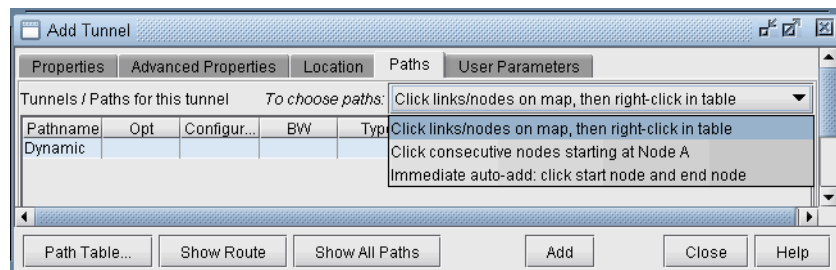 Add Tunnel
Properties Advanced Properties Location Paths User Parameters
Tunnels / Paths for this tunnel To choose paths: Click links/nodes on map, then right-click in table
Pathname Opt Configur... BW Click links/nodes on map, then right-click in table
Dynamic Click consecutive nodes starting at Node A
Immediate auto-add: click start node and end node
Path Table... Show Route Show All Paths Add Close Help